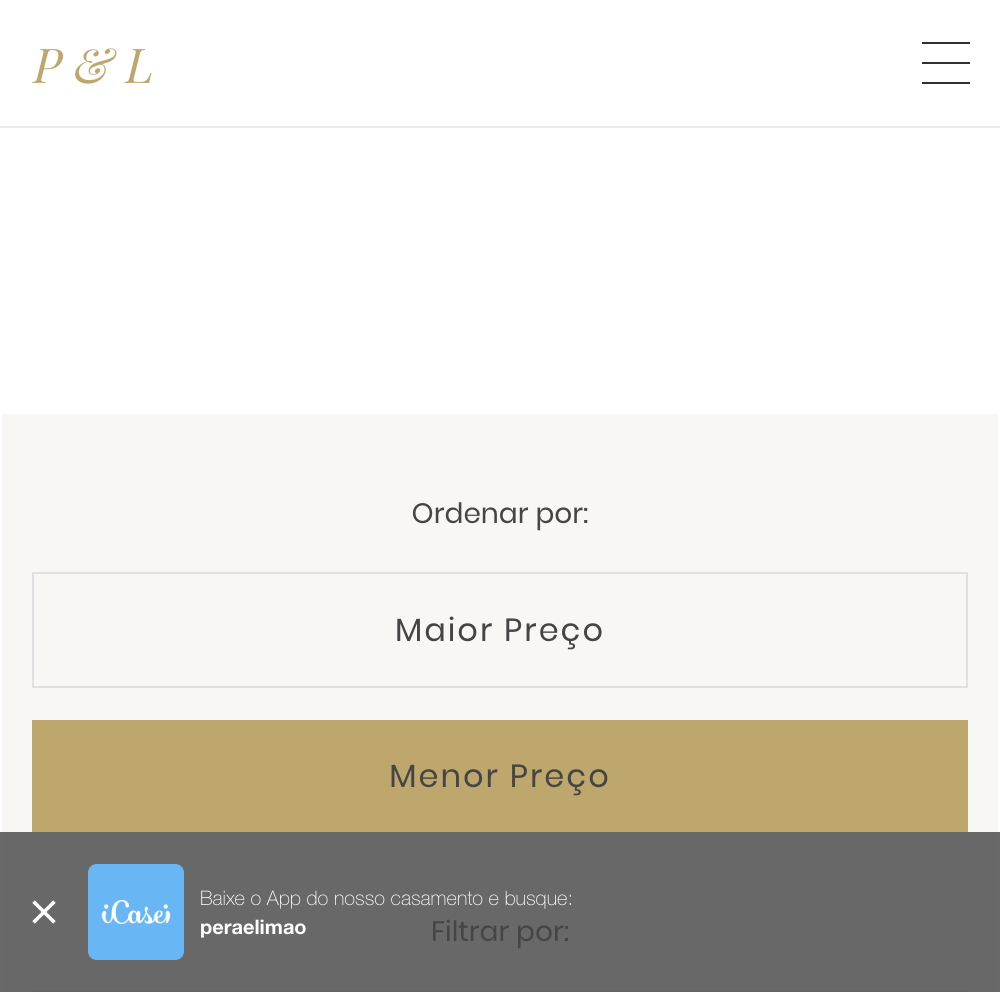 P & L
Ordenar por:
Maior Preço
Menor Preço
iCasei
Baixe o App do nosso casamento e busque:
peraelimao
Filtrar por: